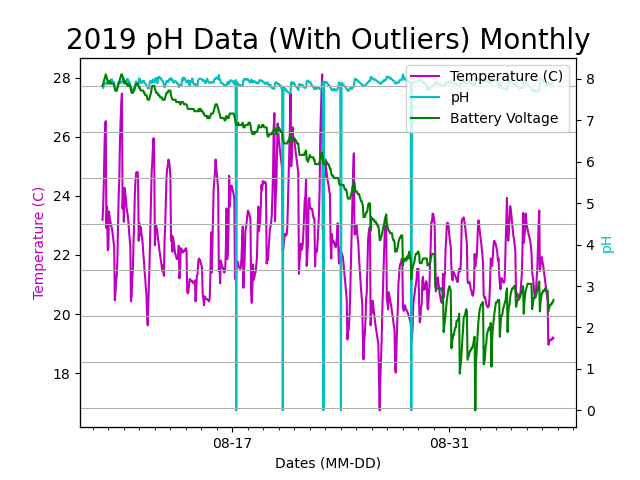 2019 pH Data (With Outliers) Monthly
Temperature (C)
pH
Battery Voltage
28
26
24
22
20
18
Temperature (C)
8
7
6
5
4
3
2
1
0
pH
08-17
08-31
Dates (MM-DD)